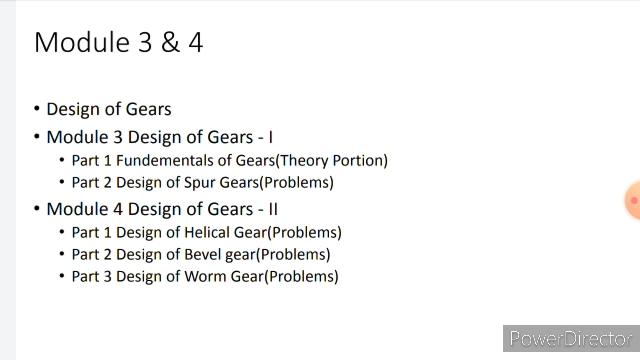 Module 3 & 4
• Design of Gears
• Module 3 Design of Gears - I
• Part 1 Fundementals of Gears(Theory Portion)
• Part 2 Design of Spur Gears(Problems)
• Module 4 Design of Gears - II
• Part 1 Design of Helical Gear(Problems)
• Part 2 Design of Bevel gear(Problems)
• Part 3 Design of Worm Gear(Problems)
PowerDirector